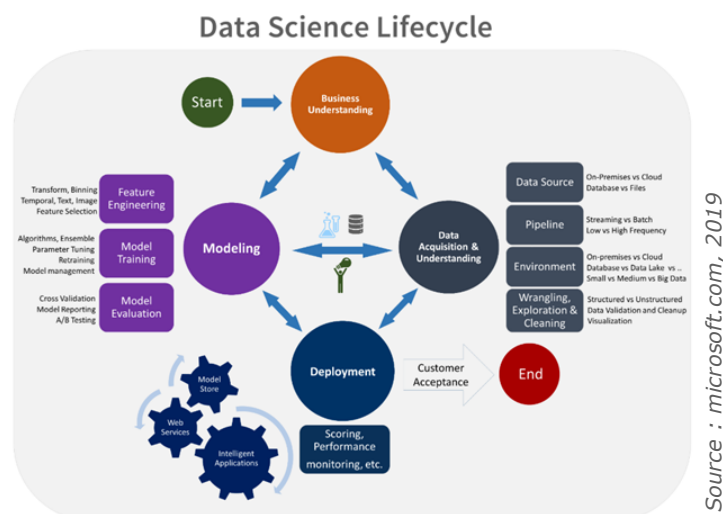 Data Science Lifecycle
Start
Business
Understanding
Transform, Binning
Temporal, Text, Image
Feature Selection
Feature
Engineering
Algorithms, Ensemble
Parameter Tuning
Retraining
Model management
Model
Training
Cross Validation
Model Reporting
A/B Testing
Model
Evaluation
Modeling
Data
Acquisition &
Understanding
Data Source
On-Premises vs Cloud
Database vs Files
Pipeline
Streaming vs Batch
Low vs High Frequency
Environment
On-premises vs Cloud
Database vs Data Lake vs ..
Small vs Medium vs Big Data
Wrangling,
Exploration &
Cleaning
Structured vs Unstructured
Data Validation and Cleanup
Visualization
Deployment
Customer
Acceptance
End
Model
Store
Web
Services
Intelligent
Applications
Scoring,
Performance
monitoring, etc.
Source : microsoft.com, 2019